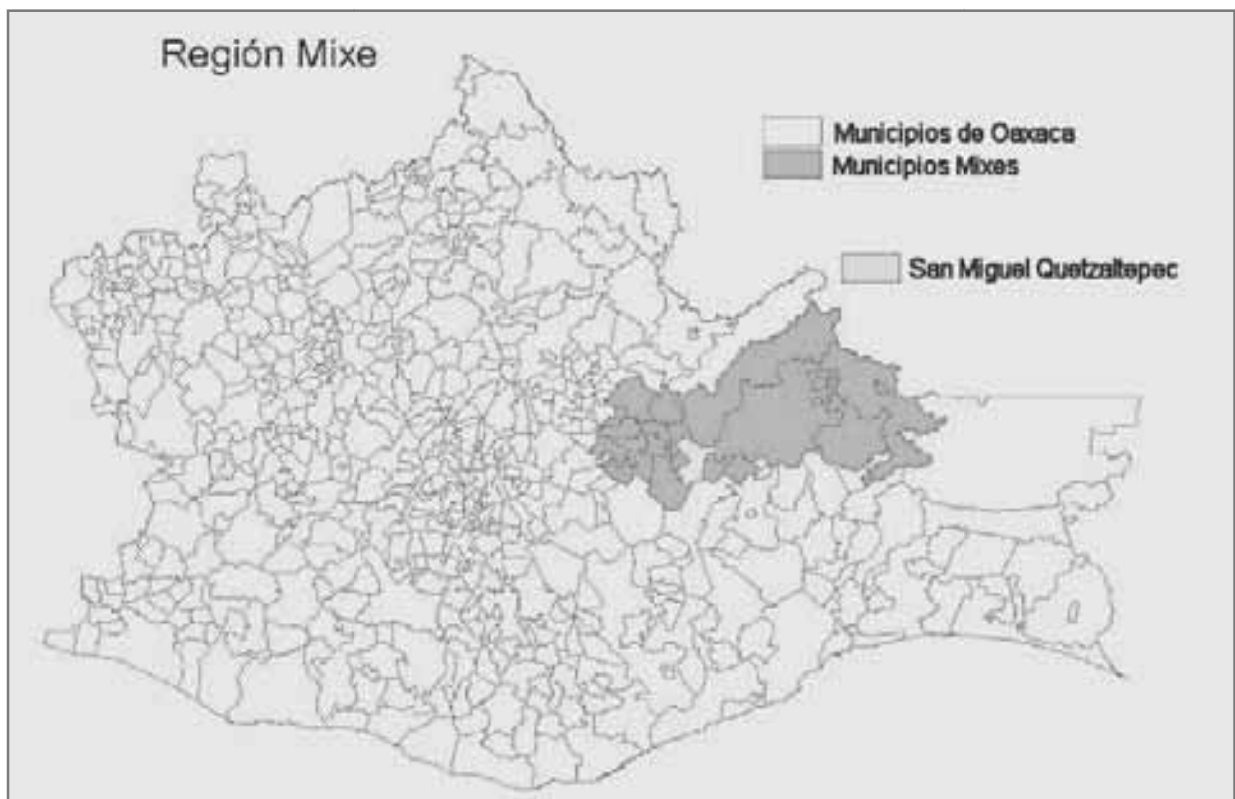 Región Mixe
Municipios de Oaxaca
Municipios Mixes
San Miguel Quetzaltepec